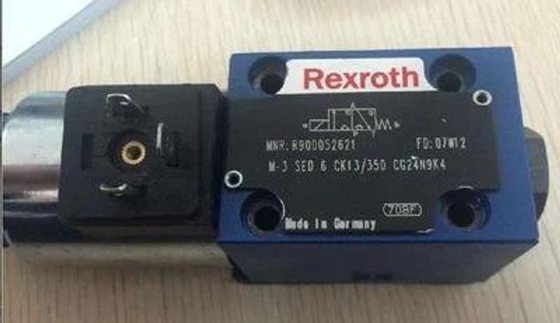 Rexroth
MNR: R900052621 FD: 07W12
M-3 SED 6 CK13/350 CG24N9K4
Made in Germany 708F